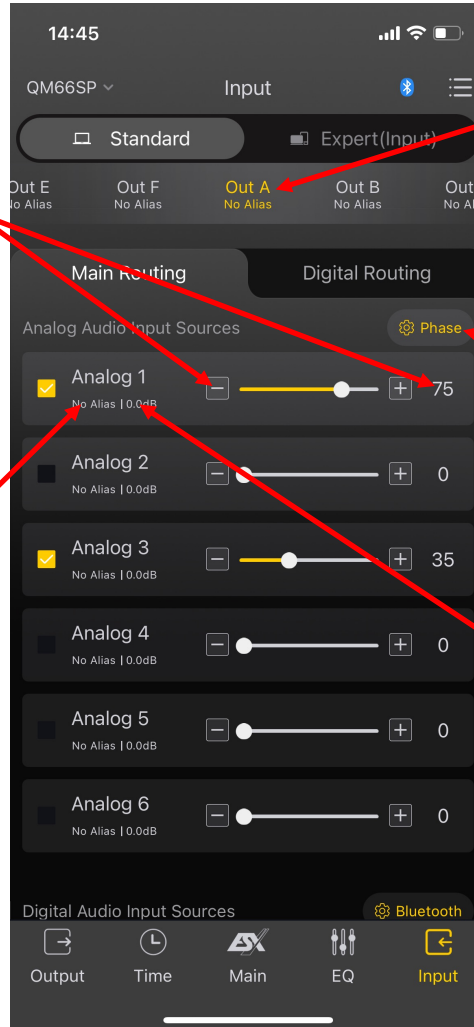 14:45
QM66SP
Input
Standard
Expert(Input)
Out E
Out F
Out A
Out B
Out
No Alias
No Alias
No Alias
No Alias
No Al
Main Routing
Digital Routing
Analog Audio Input Sources
Phase
Analog 1
75
No Alias | 0.0dB
Analog 2
0
No Alias | 0.0dB
Analog 3
35
No Alias | 0.0dB
Analog 4
0
No Alias | 0.0dB
Analog 5
0
No Alias | 0.0dB
Analog 6
0
No Alias | 0.0dB
Digital Audio Input Sources
Bluetooth
ESX
Output
Time
Main
EQ
Input